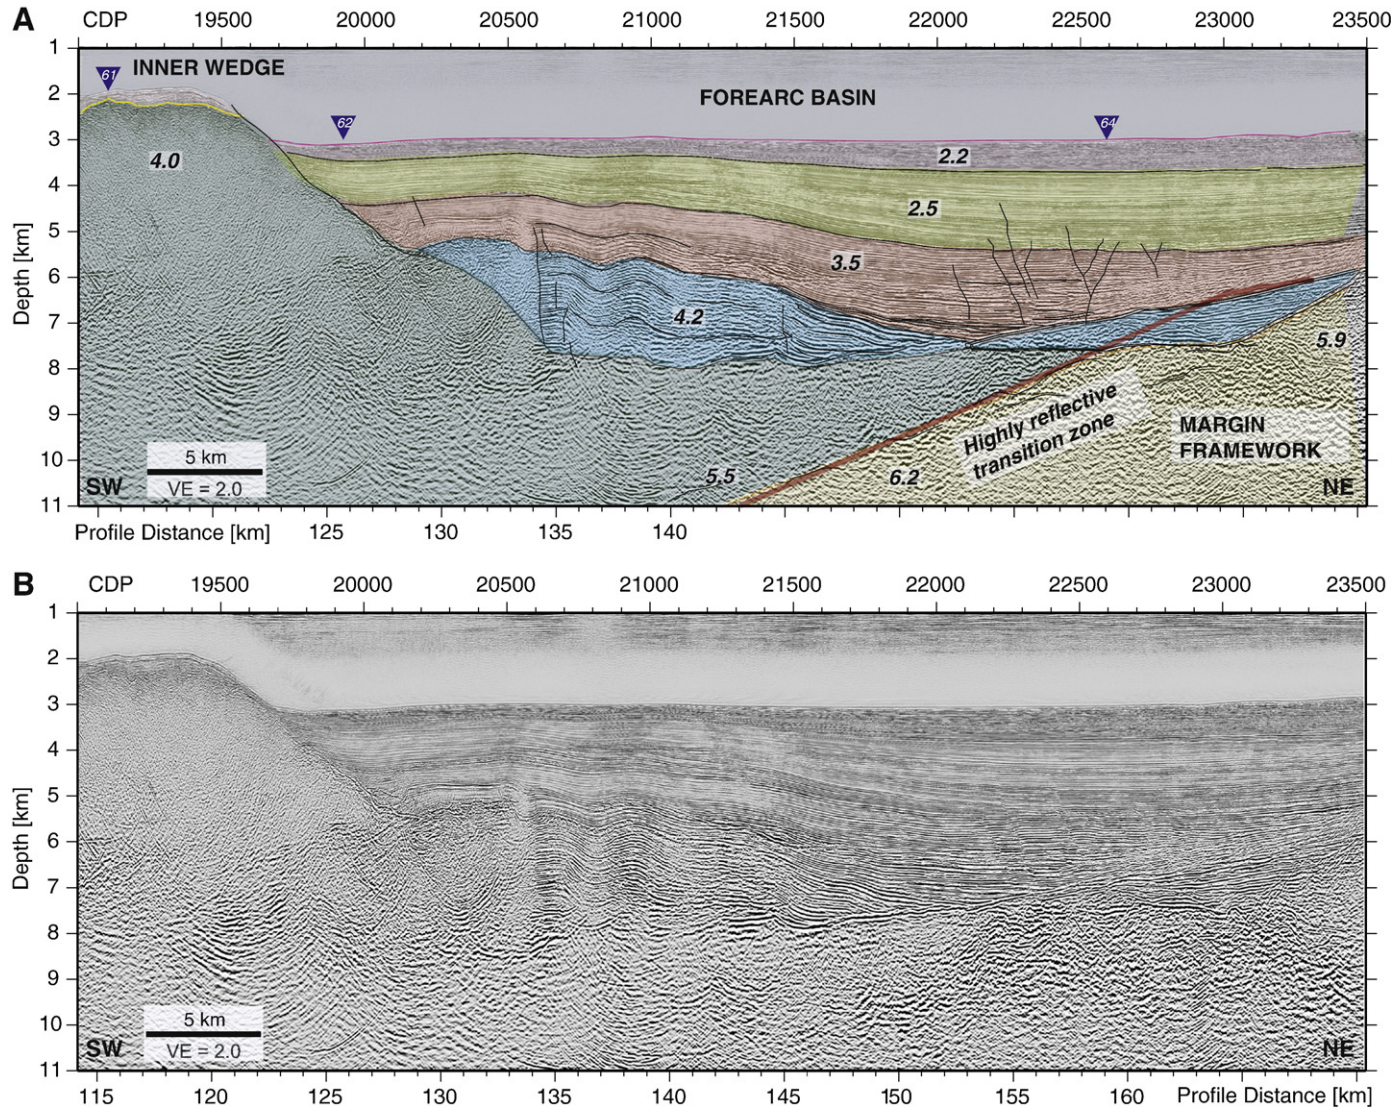 A
CDP 19500 20000 20500 21000 21500 22000 22500 23000 23500
1
61 INNER WEDGE
FOREARC BASIN
2
62
64
3
4.0
2.2
4
2.5
5
3.5
Depth [km]
6
4.2
7
5.9
8
Highly reflective
transition zone
9
MARGIN
FRAMEWORK
5 km
10
5.5
6.2
SW
VE = 2.0
NE
11
Profile Distance [km] 125 130 135 140
B
CDP 19500 20000 20500 21000 21500 22000 22500 23000 23500
1
2
3
4
5
Depth [km]
6
7
8
9
5 km
10
SW
VE = 2.0
NE
11
115 120 125 130 135 140 145 150 155 160 Profile Distance [km]